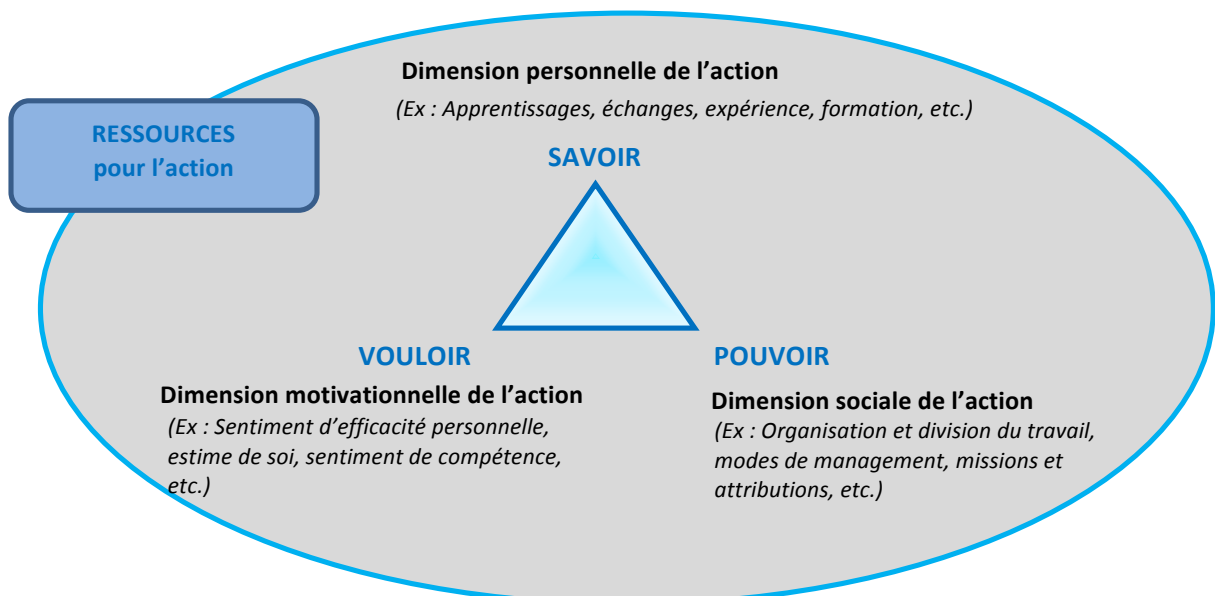 Dimension personnelle de l’action
(Ex : Apprentissages, échanges, expérience, formation, etc.)
RESSOURCES
pour l’action
SAVOIR
VOULOIR
Dimension motivationnelle de l’action
(Ex : Sentiment d’efficacité personnelle,
estime de soi, sentiment de compétence,
etc.)
POUVOIR
Dimension sociale de l’action
(Ex : Organisation et division du travail,
modes de management, missions et
attributions, etc.)